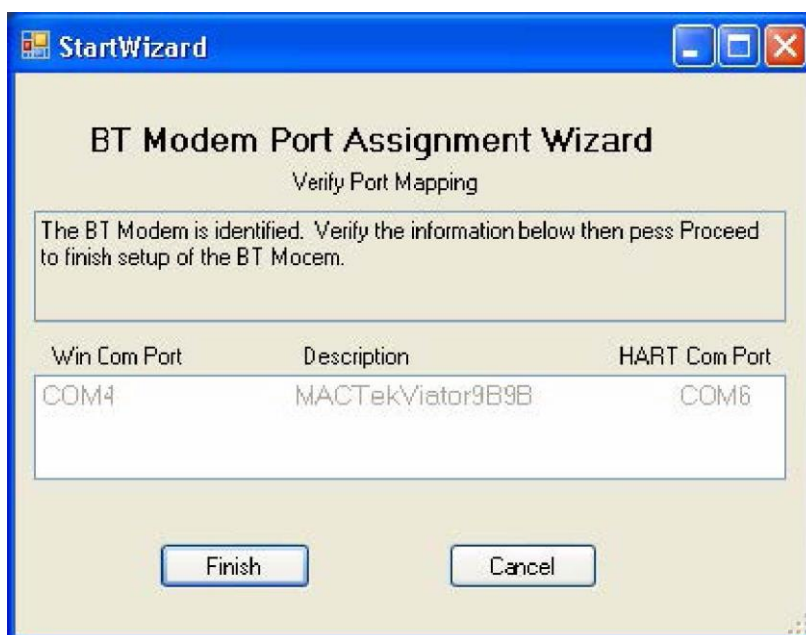 StartWizard
BT Modem Port Assignment Wizard
Verify Port Mapping
The BT Modem is identified. Verify the information below then pess Proceed
to finish setup of the BT Mocem.
Win Com Port Description HART Com Port
COM4 MACTekViator9B9B COM6
Finish Cancel